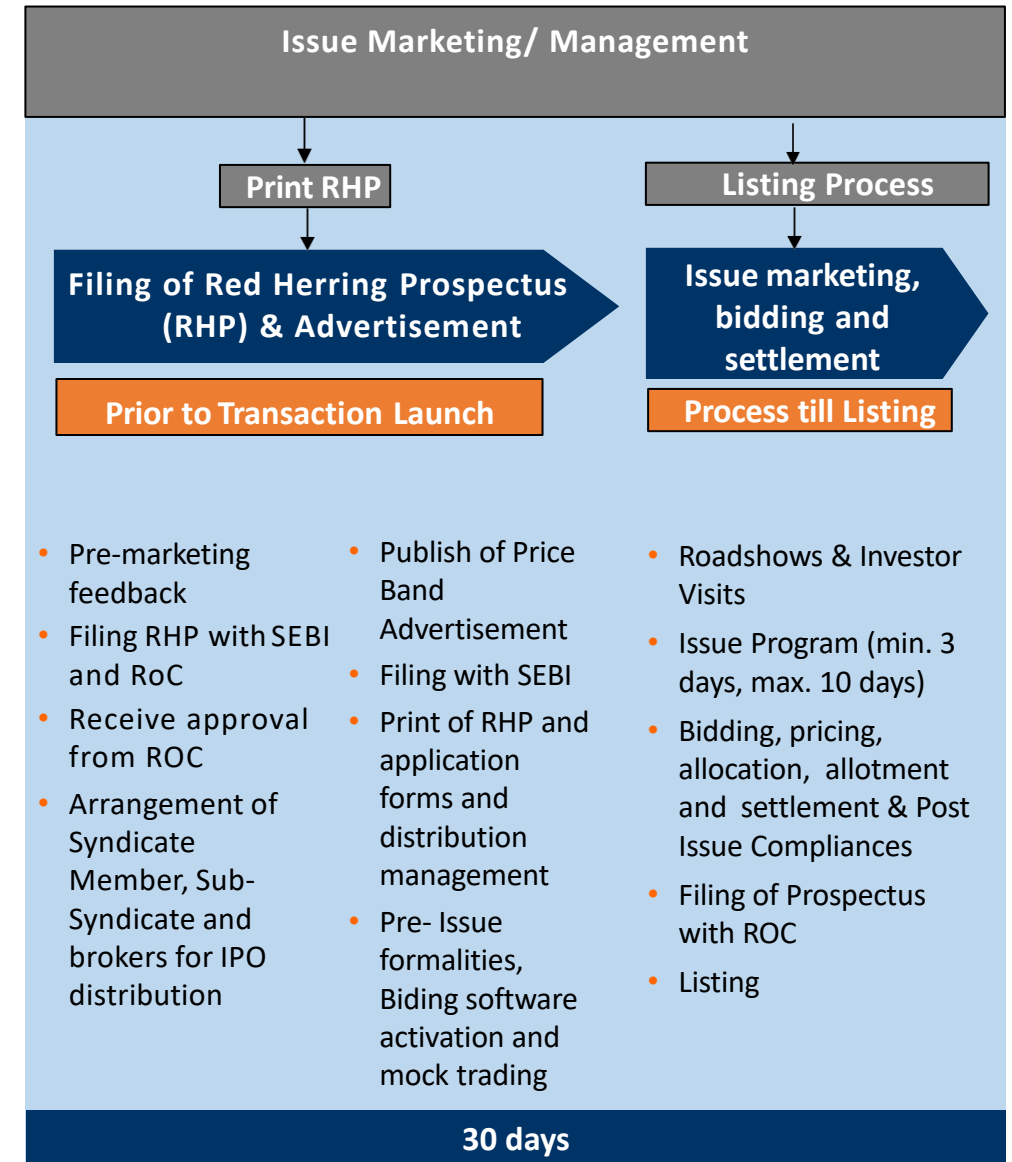 Issue Marketing/ Management
Print RHP
Listing Process
Filing of Red Herring Prospectus
(RHP) & Advertisement
Issue marketing,
bidding and
settlement
Prior to Transaction Launch
Process till Listing
• Pre-marketing
feedback
• Filing RHP with SEBI
and RoC
• Receive approval
from ROC
• Arrangement of
Syndicate
Member, Sub-
Syndicate and
brokers for IPO
distribution
• Publish of Price
Band
Advertisement
• Filing with SEBI
• Print of RHP and
application
forms and
distribution
management
• Pre- Issue
formalities,
Biding software
activation and
mock trading
• Roadshows & Investor
Visits
• Issue Program (min. 3
days, max. 10 days)
• Bidding, pricing,
allocation, allotment
and settlement & Post
Issue Compliances
• Filing of Prospectus
with ROC
• Listing
30 days